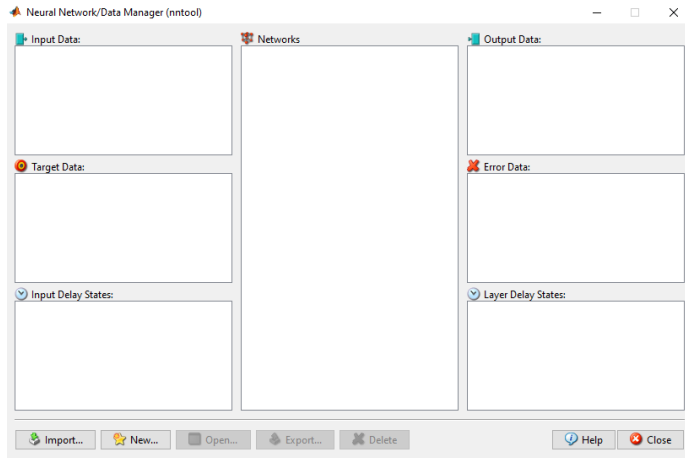 Neural Network/Data Manager (nntool)
Input Data:
Networks
Output Data:
Target Data:
Error Data:
Input Delay States:
Layer Delay States:
Import... New... Open... Export... Delete Help Close